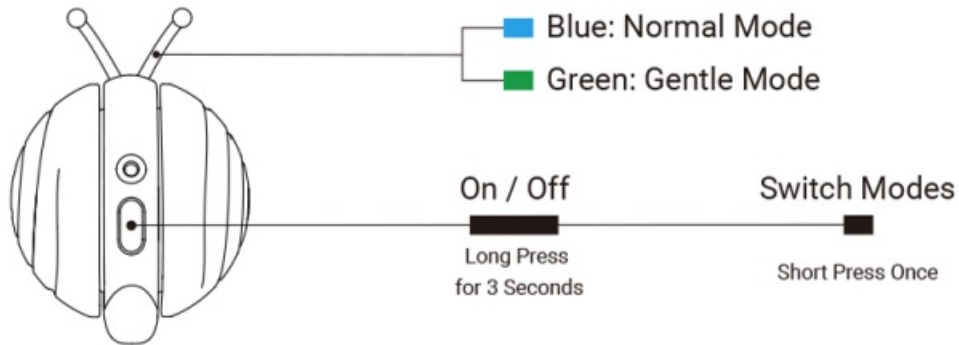 Blue: Normal Mode
Green: Gentle Mode
On / Off
Switch Modes
Long Press
for 3 Seconds
Short Press Once